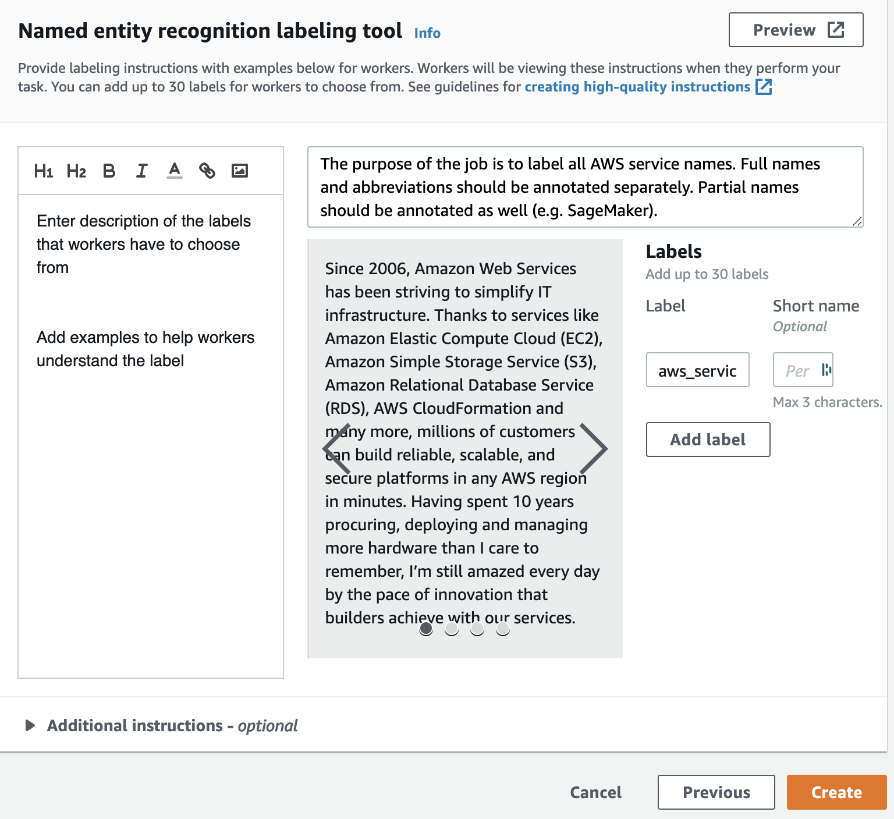 Named entity recognition labeling tool Info
Preview
Provide labeling instructions with examples below for workers. Workers will be viewing these instructions when they perform your
task. You can add up to 30 labels for workers to choose from. See guidelines for creating high-quality instructions
H1 H2 B I A
Enter description of the labels
that workers have to choose
from
Add examples to help workers
understand the label
The purpose of the job is to label all AWS service names. Full names
and abbreviations should be annotated separately. Partial names
should be annotated as well (e.g. SageMaker).
Since 2006, Amazon Web Services
has been striving to simplify IT
infrastructure. Thanks to services like
Amazon Elastic Compute Cloud (EC2),
Amazon Simple Storage Service (S3),
Amazon Relational Database Service
(RDS), AWS CloudFormation and
many more, millions of customers
can build reliable, scalable, and
secure platforms in any AWS region
in minutes. Having spent 10 years
procuring, deploying and managing
more hardware than I care to
remember, I'm still amazed every day
by the pace of innovation that
builders achieve with our services.
Labels
Add up to 30 labels
Label
Short name
Optional
aws_servic
Per
Max 3 characters.
Add label
Additional instructions - optional
Cancel
Previous
Create